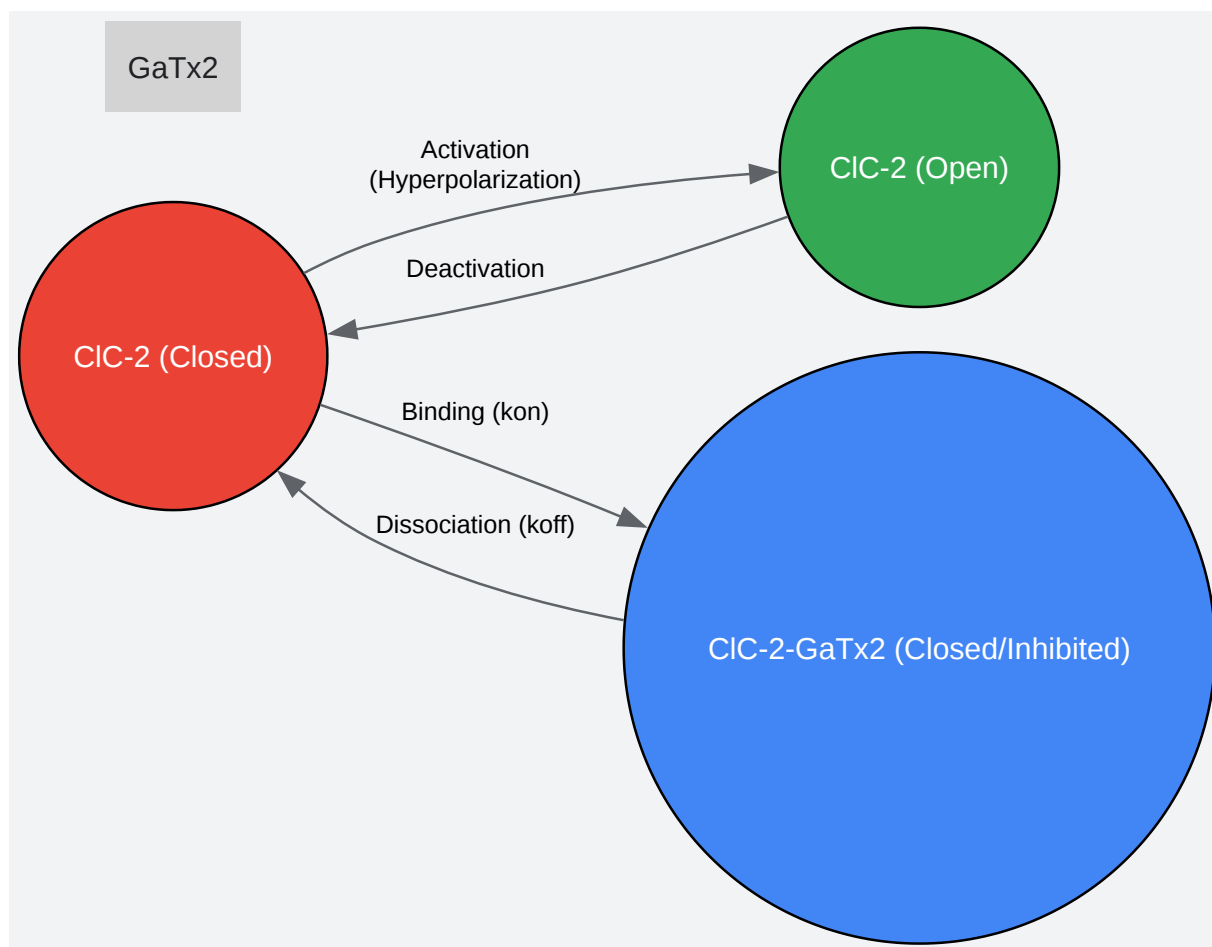 GaTx2
Activation
(Hyperpolarization)
ClC-2 (Open)
Deactivation
ClC-2 (Closed)
Binding (kon)
Dissociation (koff)
ClC-2-GaTx2 (Closed/Inhibited)